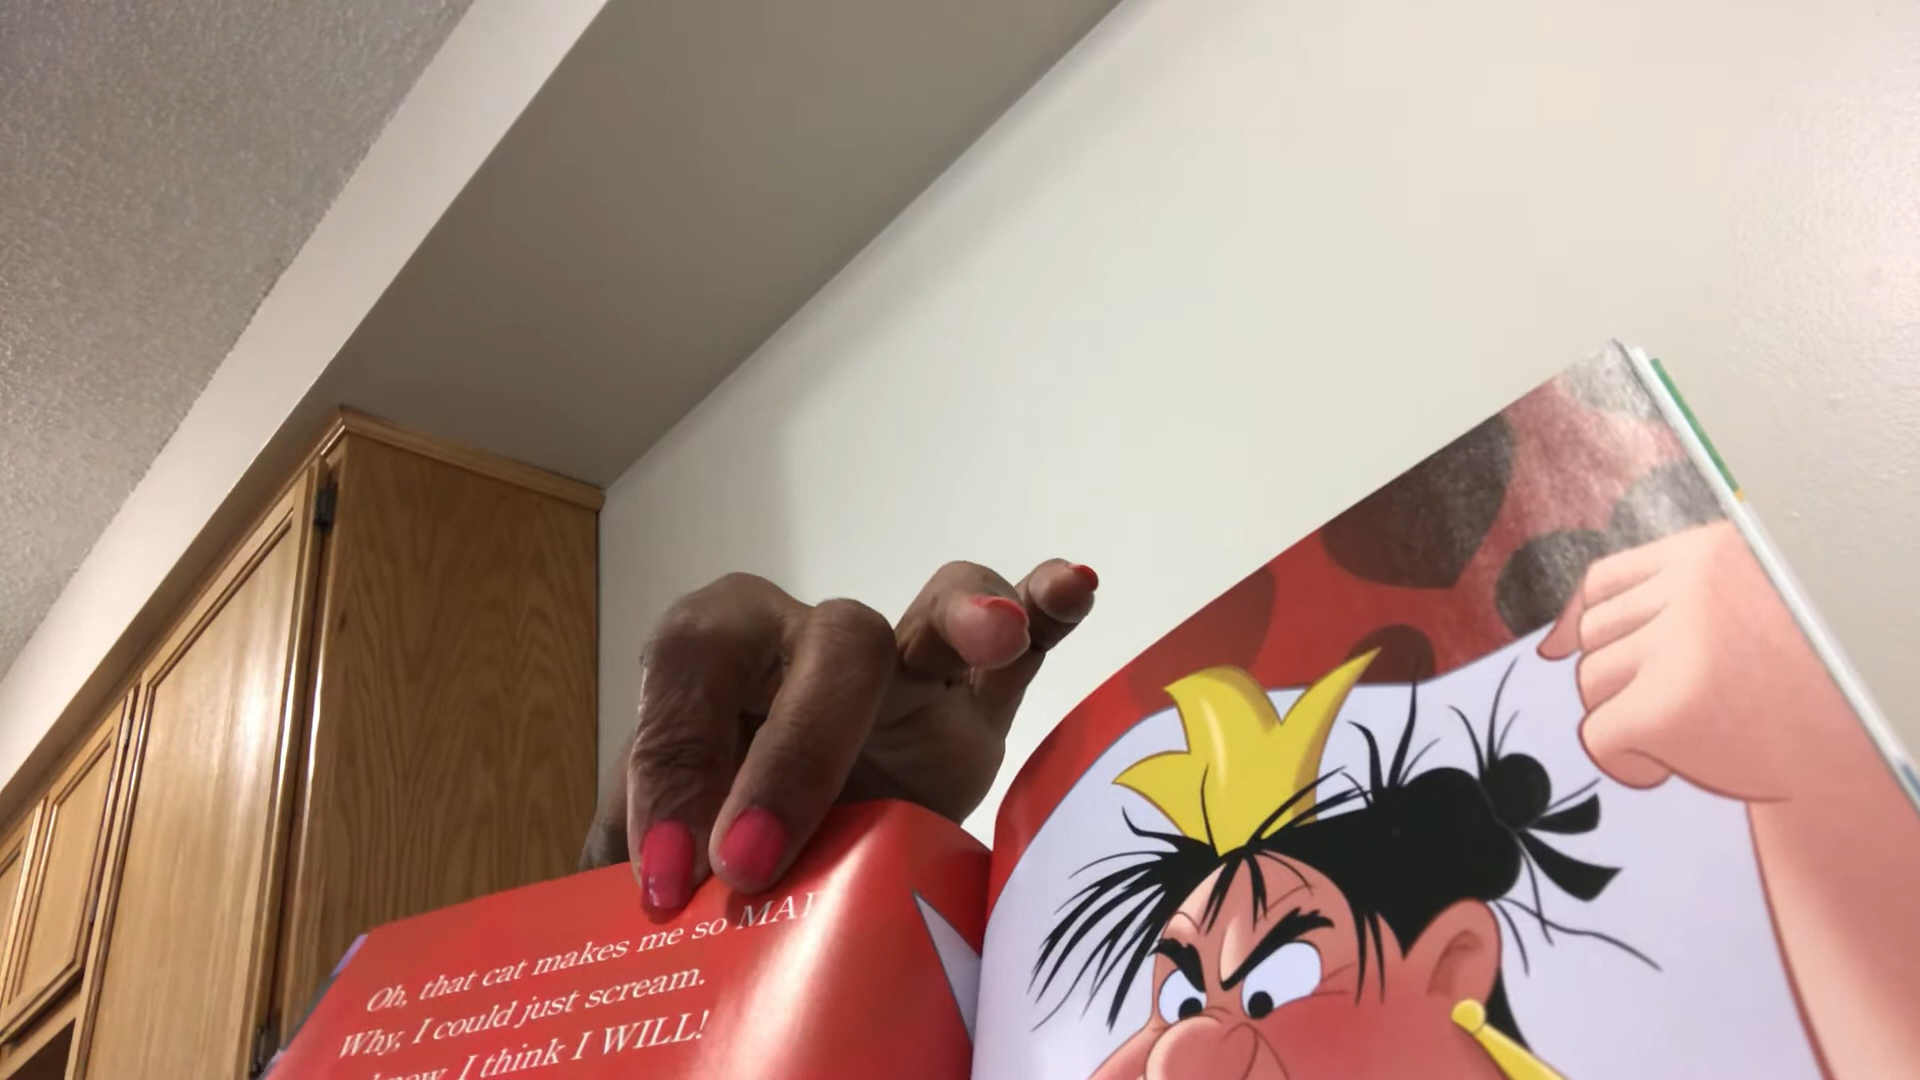 Oh, that cat makes me so
Why, I could just scream.
I think I WILL!